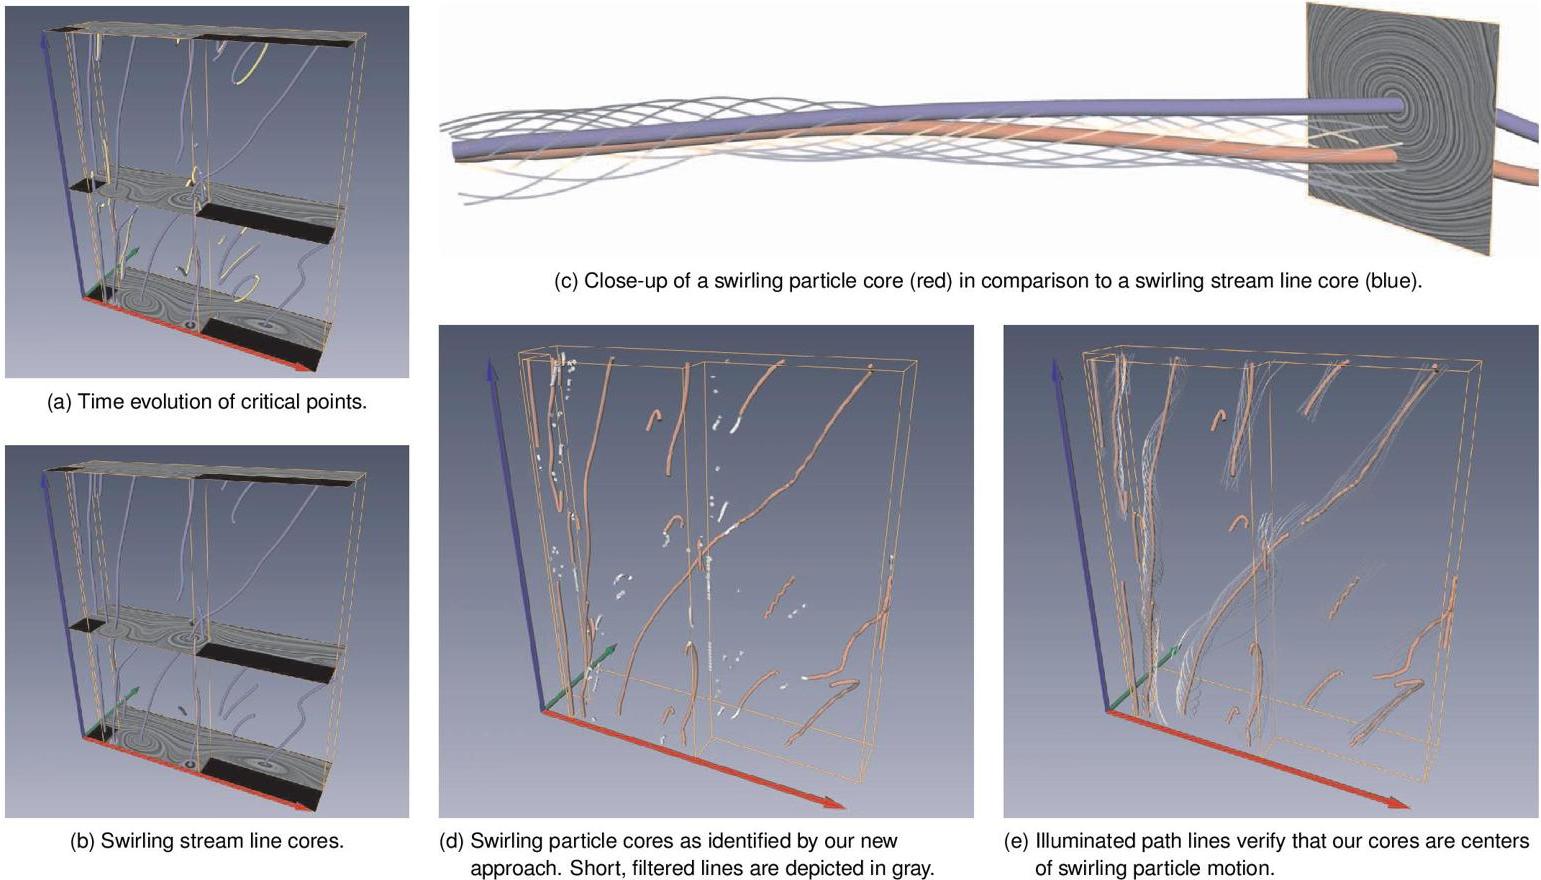 (a) Time evolution of critical points.
(b) Swirling stream line cores.
(c) Close-up of a swirling particle core (red) in comparison to a swirling stream line core (blue).
(d) Swirling particle cores as identified by our new
approach. Short, filtered lines are depicted in gray.
(e) Illuminated path lines verify that our cores are centers
of swirling particle motion.